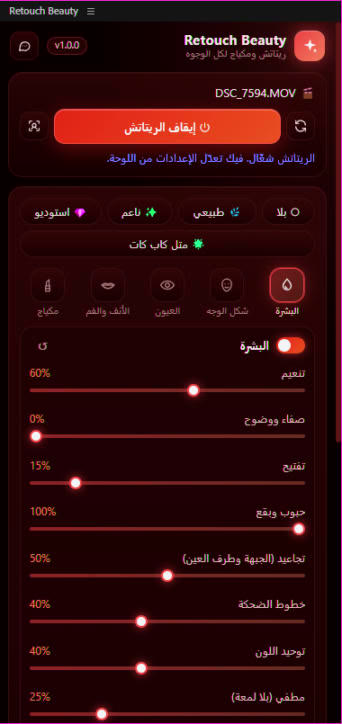 Retouch Beauty ☰
Retouch Beauty
v1.0.0
ريتاتش ومكياج لكل الوجوه
DSC_7594.MOV
إيقاف الريتاتش
الريتاتش شغّال. فيك تعدّل الإعدادات من اللوحة.
بلا
طبيعي
ناعم
استوديو
متل كاب كات
البشرة
شكل الوجه
العيون
الأنف والفم
مكياج
البشرة
تنعيم 60%
صفاء ووضوح 0%
تفتيح 15%
حبوب وبقع 100%
تجاعيد (الجبهة وطرف العين) 50%
خطوط الضحكة 40%
توحيد اللون 40%
مطفي (بلا لمعة) 25%